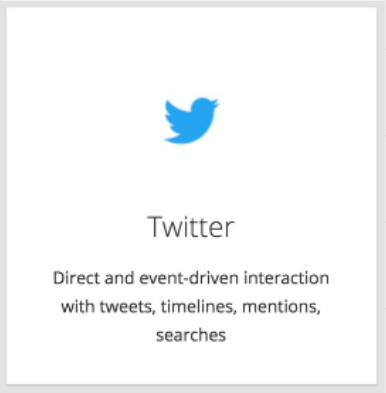 Twitter
Direct and event-driven interaction
with tweets, timelines, mentions,
searches